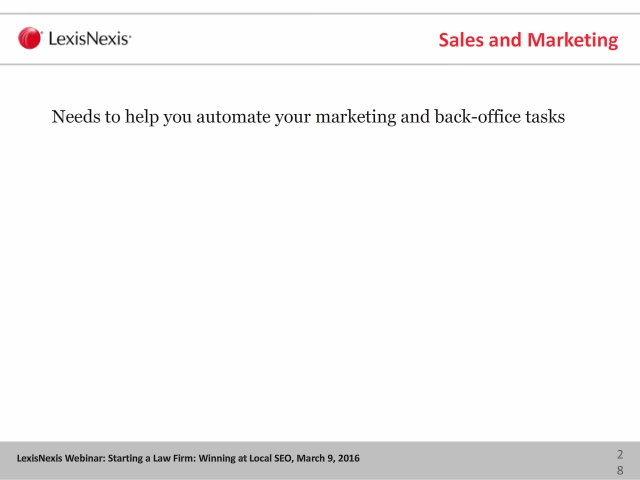 LexisNexis®
Sales and Marketing
Needs to help you automate your marketing and back-office tasks
LexisNexis Webinar: Starting a Law Firm: Winning at Local SEO, March 9, 2016
2
8